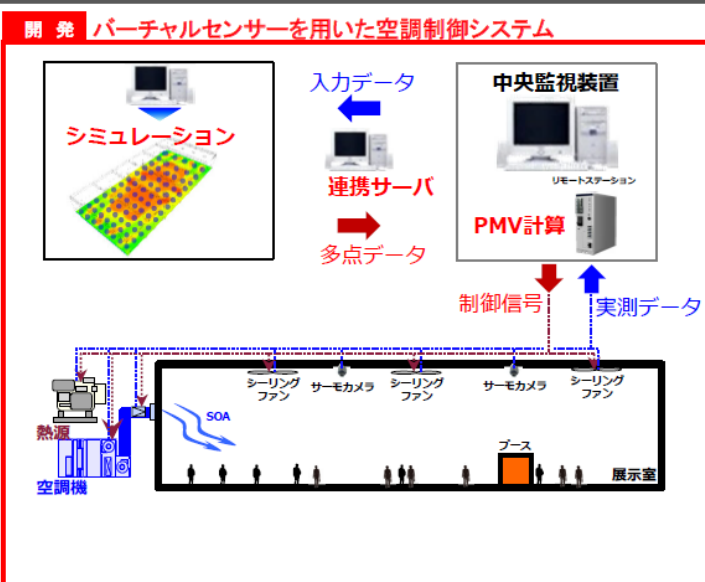 開 発 バーチャルセンサーを用いた空調制御システム
入力データ
中央監視装置
シミュレーション
リモートステーション
連携サーバ
PMV計算
多点データ
制御信号
実測データ
シーリング
ファン
サーモカメラ
シーリング
ファン
サーモカメラ
シーリング
ファン
SOA
熱源
ブース
展示室
空調機